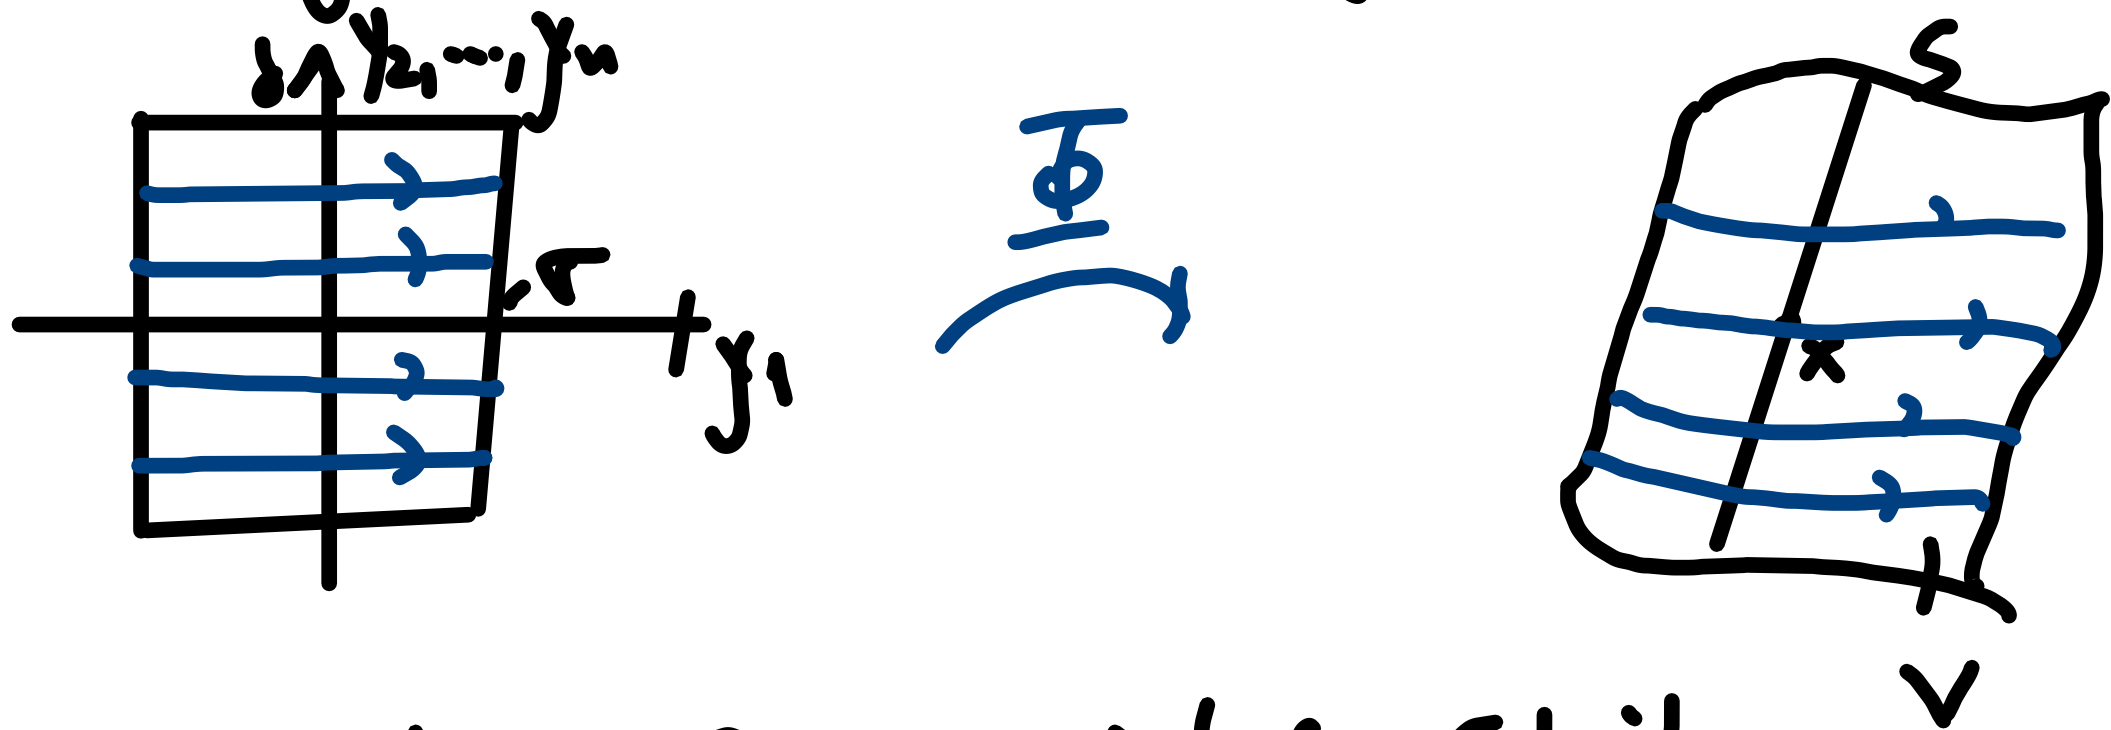 δ y₂, ..., yₙ
S
Φ
σ
x
y₁
V